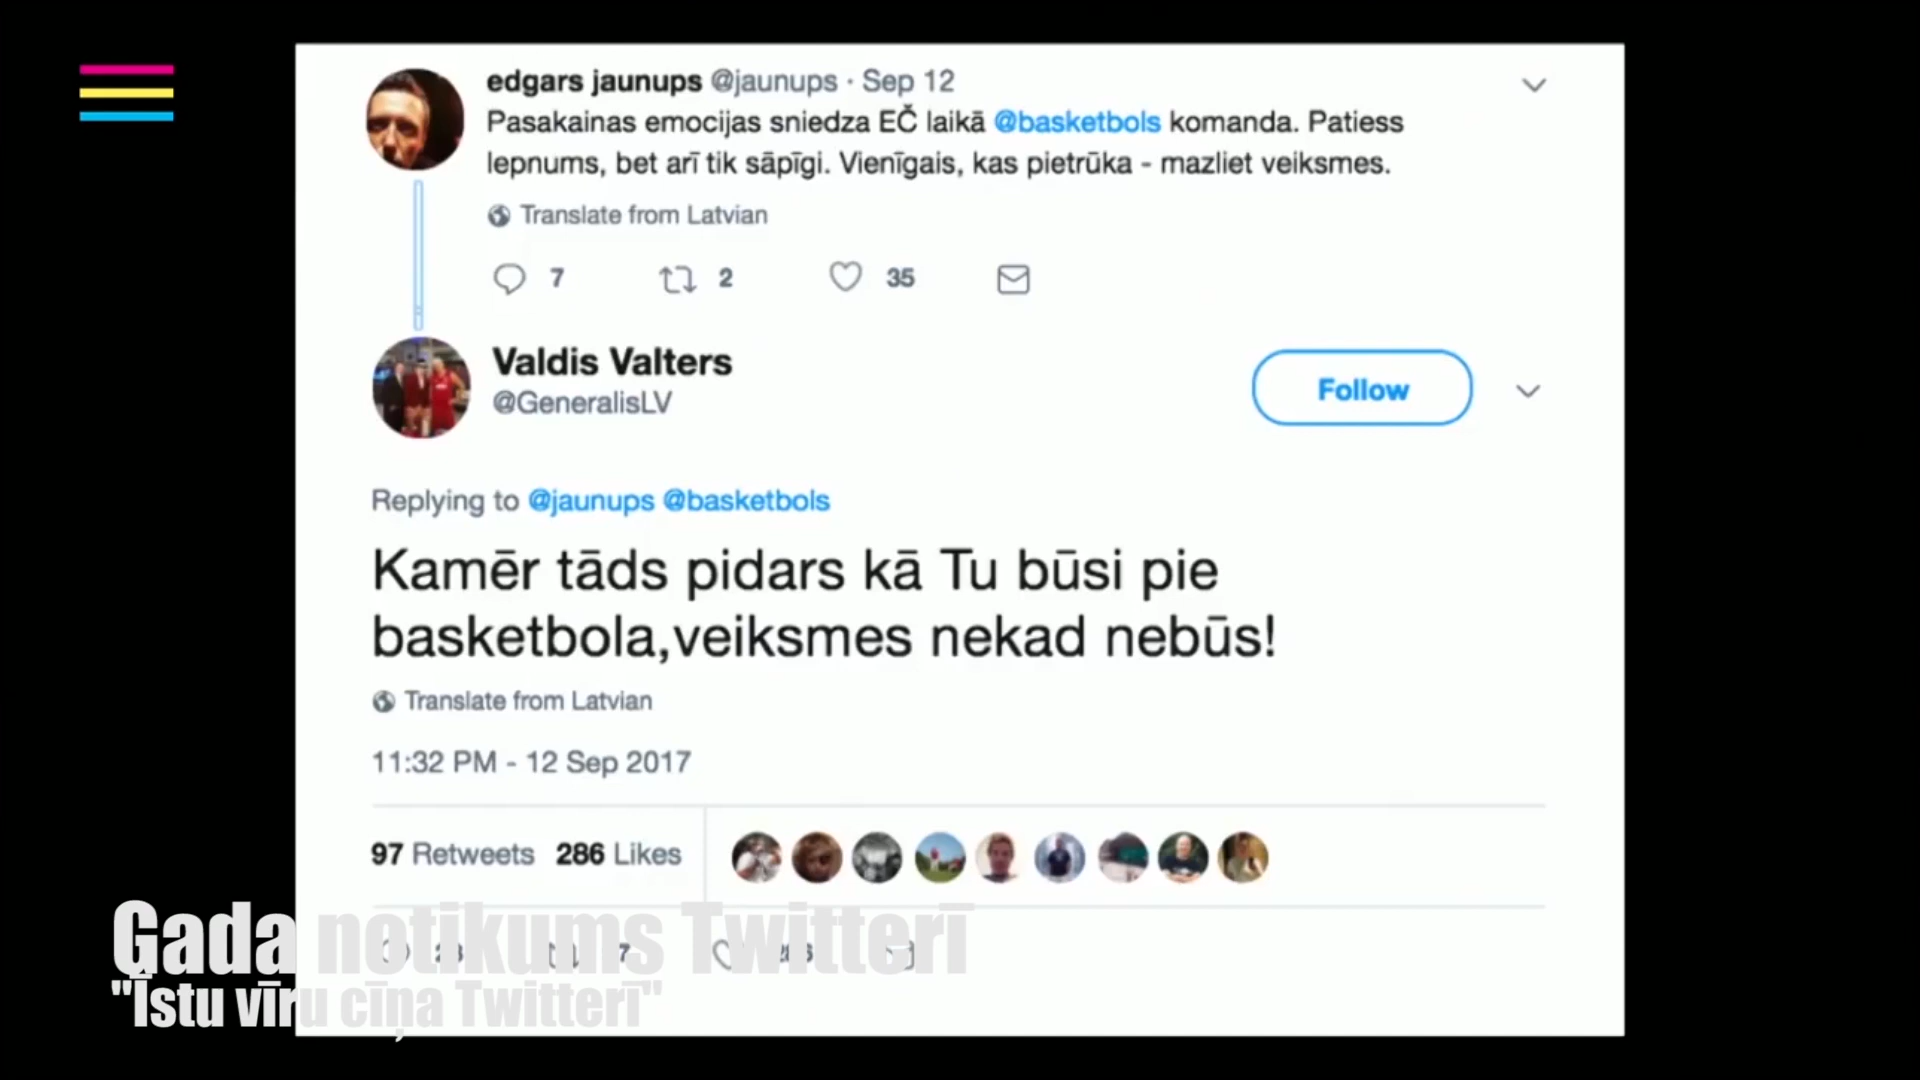 edgars jaunups @jaunups · Sep 12
Pasakainas emocijas sniedza EČ laikā @basketbols komanda. Patiess
lepnums, bet arī tik sāpīgi. Vienīgais, kas pietrūka - mazliet veiksmes.
Translate from Latvian
7 2 35
Valdis Valters
@GeneralisLV
Follow
Replying to @jaunups @basketbols
Kamēr tāds pidars kā Tu būsi pie
basketbola,veiksmes nekad nebūs!
Translate from Latvian
11:32 PM - 12 Sep 2017
97 Retweets 286 Likes
Gada notikums Twitterī
"Īstu vīru cīņa Twitterī"